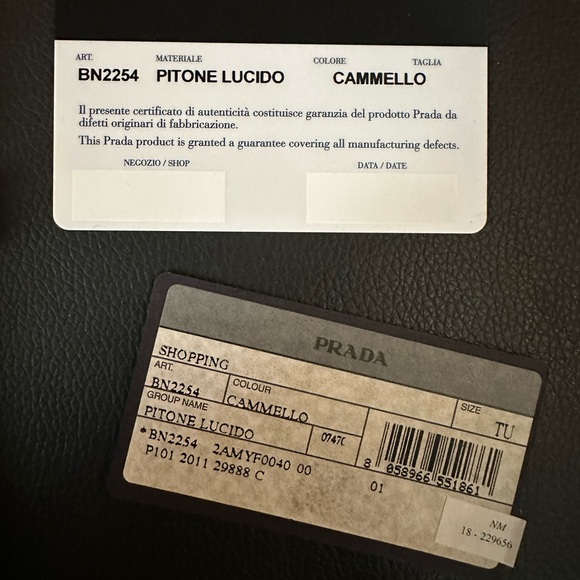 ART. MATERIALE COLORE TAGLIA
BN2254 PITONE LUCIDO CAMMELLO
Il presente certificato di autenticità costituisce garanzia del prodotto Prada da
difetti originari di fabbricazione.
This Prada product is granted a guarantee covering all manufacturing defects.
NEGOZIO / SHOP DATA / DATE
PRADA
SHOPPING
ART. COLOUR SIZE
BN2254 CAMMELLO TU
GROUP NAME
PITONE LUCIDO 0747(
*BN2254 2AMYF0040 00
P101 2011 29888 C
8 058966 551861
01
NM
18 - 229656